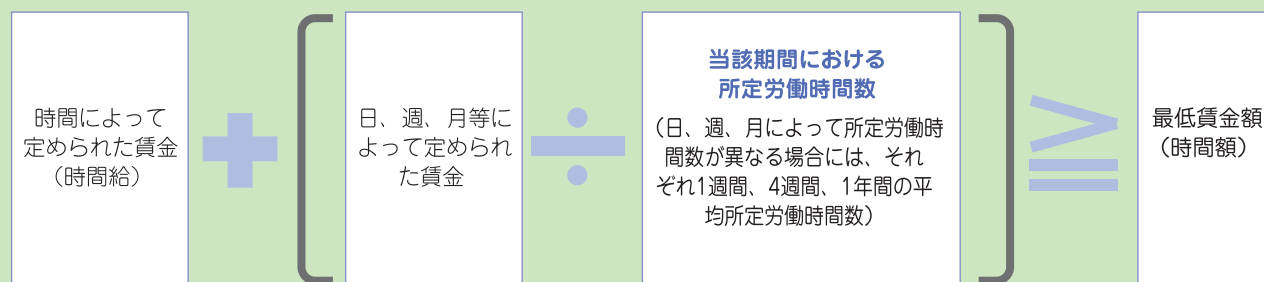 時間によって
定められた賃金
（時間給）
日、週、月等に
よって定められ
た賃金
÷
当該期間における
所定労働時間数
（日、週、月によって所定労働時
間数が異なる場合には、それ
ぞれ1週間、4週間、1年間の平
均所定労働時間数）
≧
最低賃金額
（時間額）